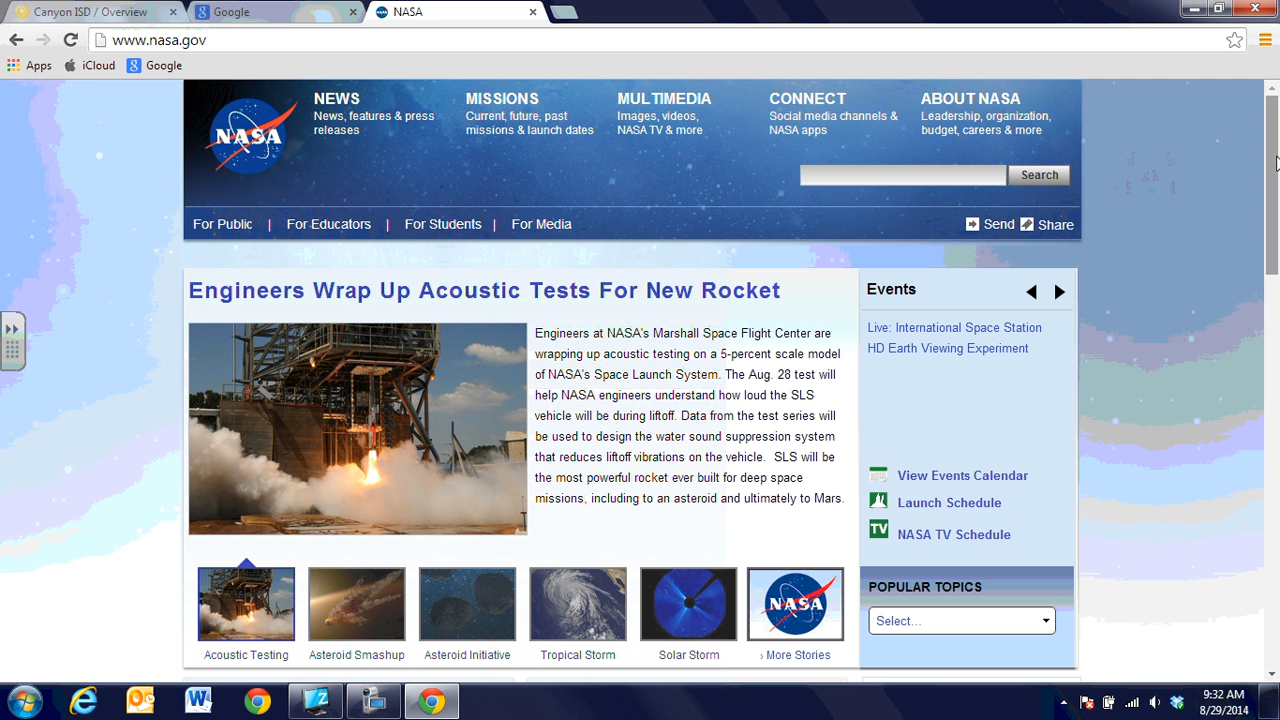 Canyon ISD / Overview
Google
NASA
www.nasa.gov
Apps
iCloud
Google
NASA
NEWS
News, features & press
releases
MISSIONS
Current, future, past
missions & launch dates
MULTIMEDIA
Images, videos,
NASA TV & more
CONNECT
Social media channels &
NASA apps
ABOUT NASA
Leadership, organization,
budget, careers & more
Search
For Public | For Educators | For Students | For Media
Send Share
Engineers Wrap Up Acoustic Tests For New Rocket
Engineers at NASA's Marshall Space Flight Center are
wrapping up acoustic testing on a 5-percent scale model
of NASA's Space Launch System. The Aug. 28 test will
help NASA engineers understand how loud the SLS
vehicle will be during liftoff. Data from the test series will
be used to design the water sound suppression system
that reduces liftoff vibrations on the vehicle. SLS will be
the most powerful rocket ever built for deep space
missions, including to an asteroid and ultimately to Mars.
Events
Live: International Space Station
HD Earth Viewing Experiment
View Events Calendar
Launch Schedule
TV NASA TV Schedule
POPULAR TOPICS
Select...
NASA
Acoustic Testing
Asteroid Smashup
Asteroid Initiative
Tropical Storm
Solar Storm
› More Stories
9:32 AM
8/29/2014